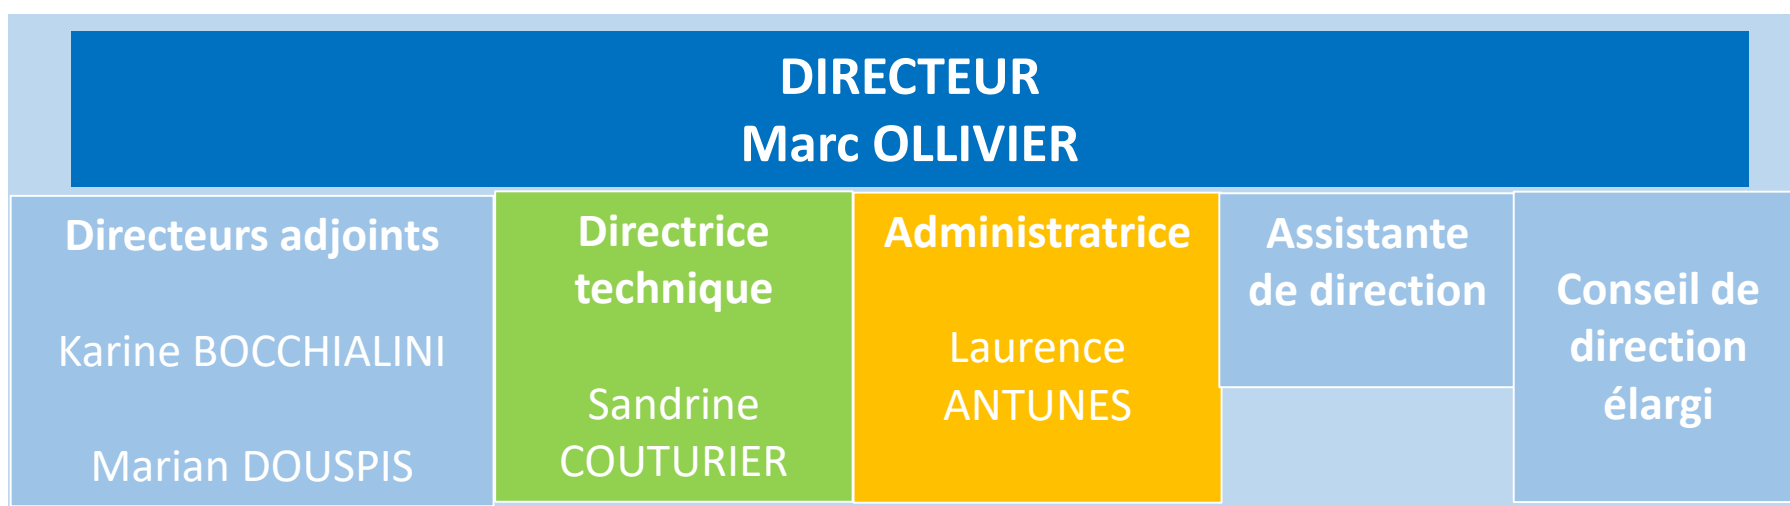 DIRECTEUR
Marc OLLIVIER
Directeurs adjoints
Karine BOCCHIALINI
Marian DOUSPIS
Directrice
technique
Sandrine
COUTURIER
Administratrice
Laurence
ANTUNES
Assistante
de direction
Conseil de
direction
élargi